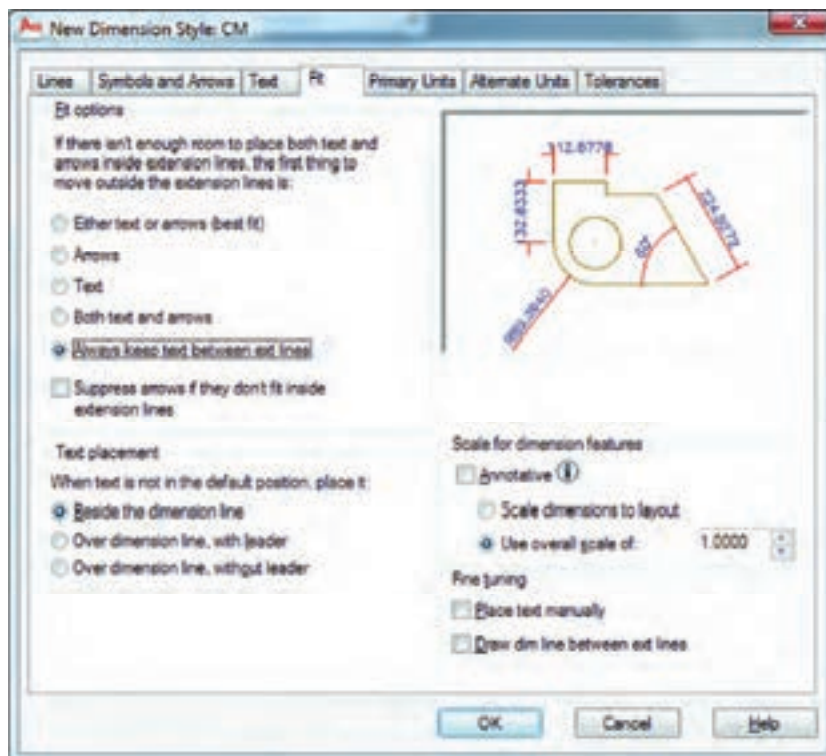 New Dimension Style: CM
Lines Symbols and Arrows Text Fit Primary Units Alternate Units Tolerances
Fit options
If there isn't enough room to place both text and
arrows inside extension lines, the first thing to
move outside the extension lines is:
Either text or arrows (best fit)
Arrows
Text
Both text and arrows
Always keep text between ext lines
Suppress arrows if they don't fit inside
extension lines
Text placement
When text is not in the default position, place it:
Beside the dimension line
Over dimension line, with leader
Over dimension line, without leader
Scale for dimension features
Annotative
Scale dimensions to layout
Use overall scale of: 1.0000
Fine tuning
Place text manually
Draw dim line between ext lines
OK Cancel Help